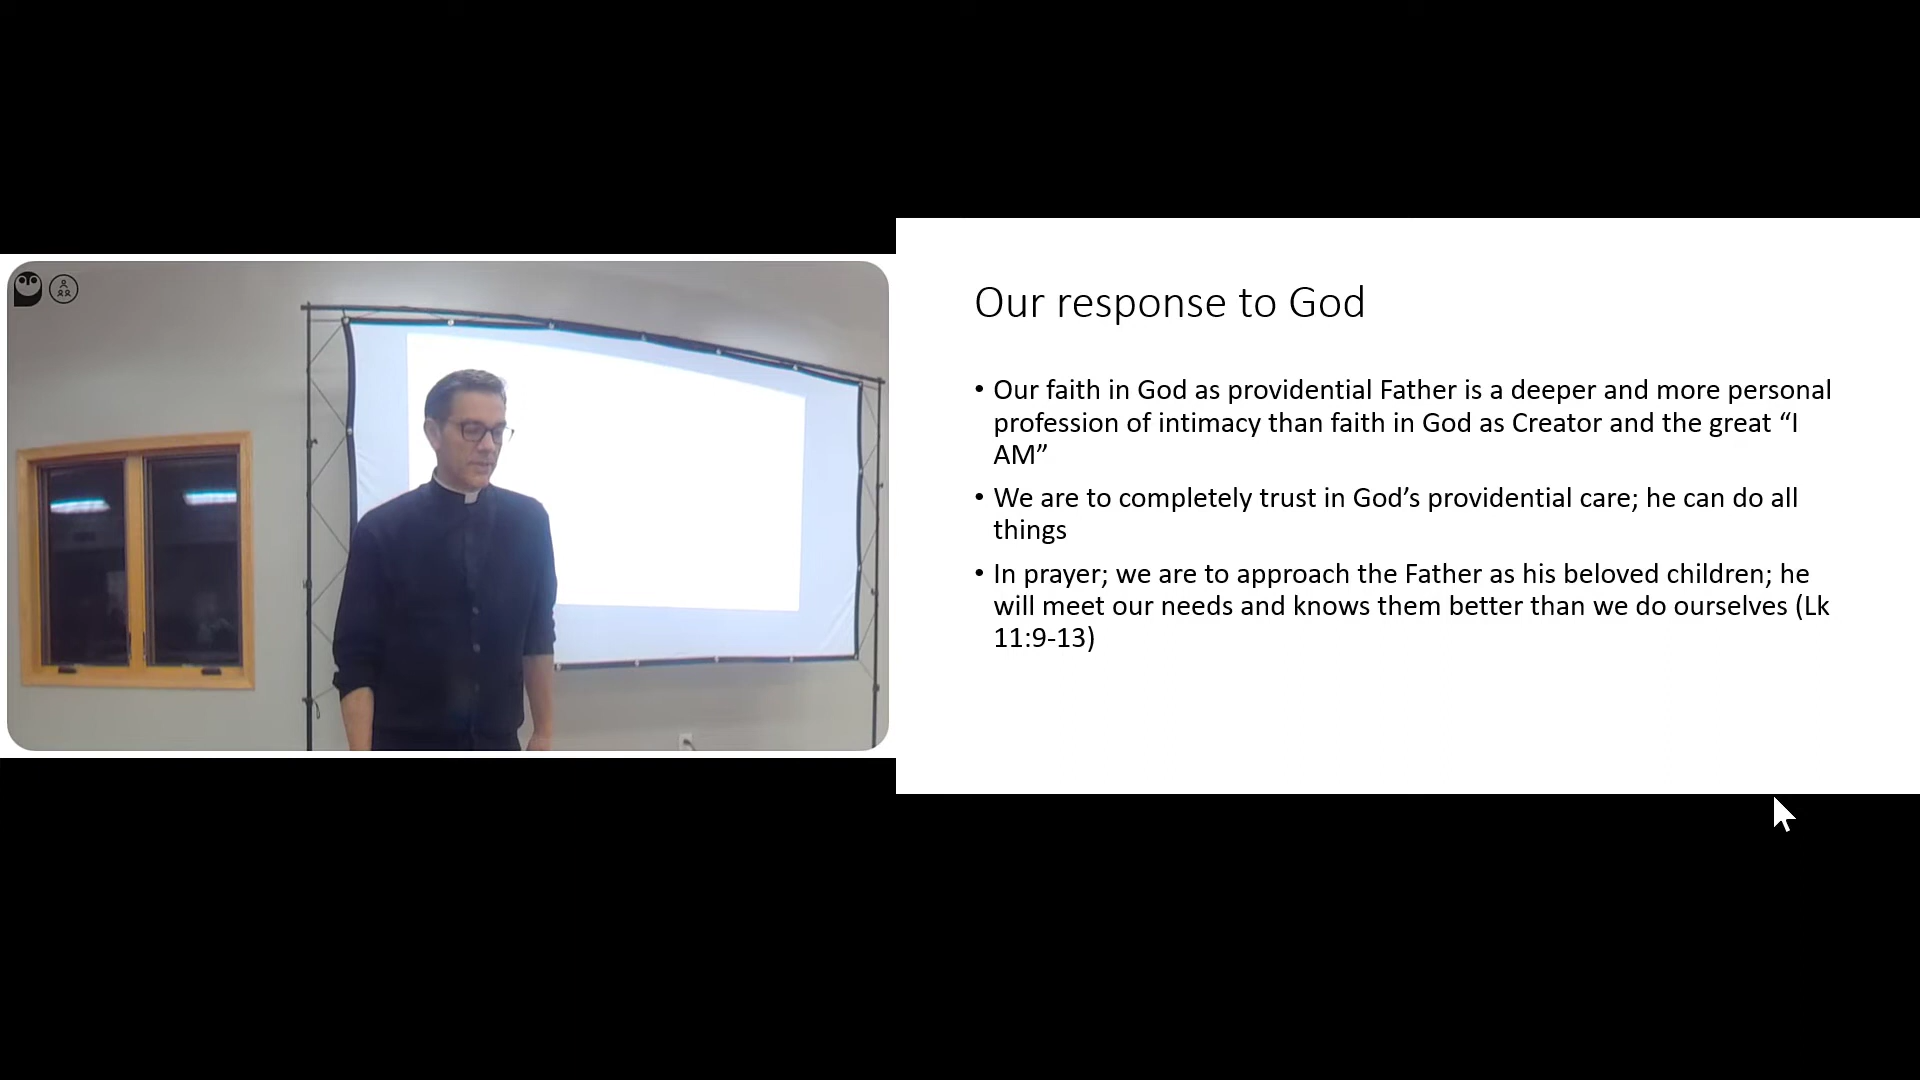 Our response to God
• Our faith in God as providential Father is a deeper and more personal
profession of intimacy than faith in God as Creator and the great “I
AM”
• We are to completely trust in God’s providential care; he can do all
things
• In prayer; we are to approach the Father as his beloved children; he
will meet our needs and knows them better than we do ourselves (Lk
11:9-13)